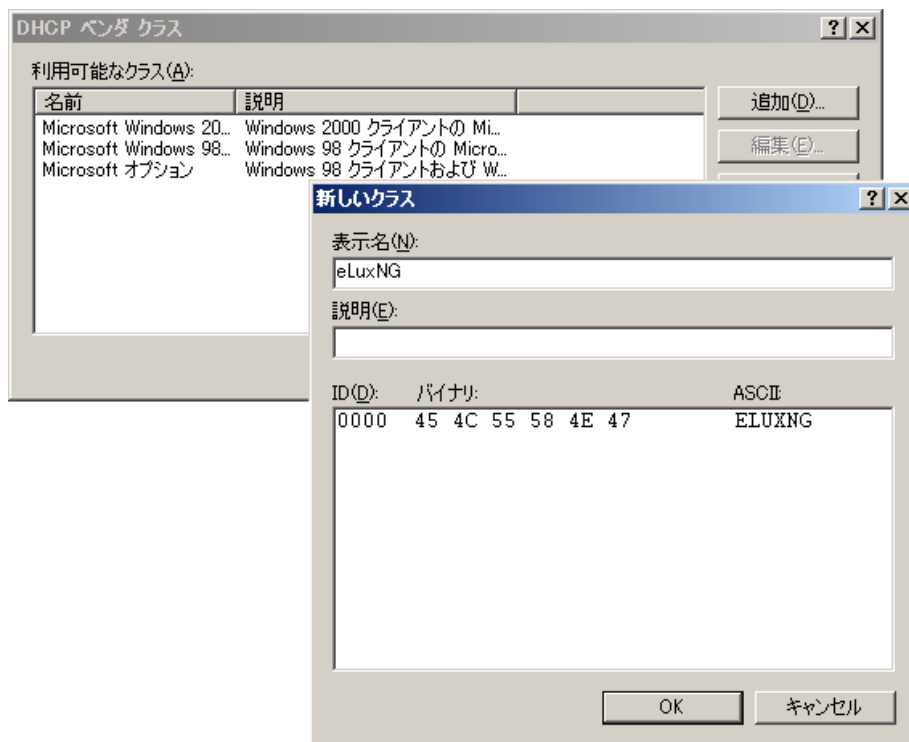 DHCP ベンダ クラス
利用可能なクラス(A):
名前 説明
追加(D)...
Microsoft Windows 20... Windows 2000 クライアントの Mi...
Microsoft Windows 98... Windows 98 クライアントの Micro...
Microsoft オプション Windows 98 クライアントおよび W...
編集(E)...
新しいクラス
表示名(N):
eLuxNG
説明(E):
ID(D): バイナリ: ASCII:
0000 45 4C 55 58 4E 47 ELUXNG
OK キャンセル